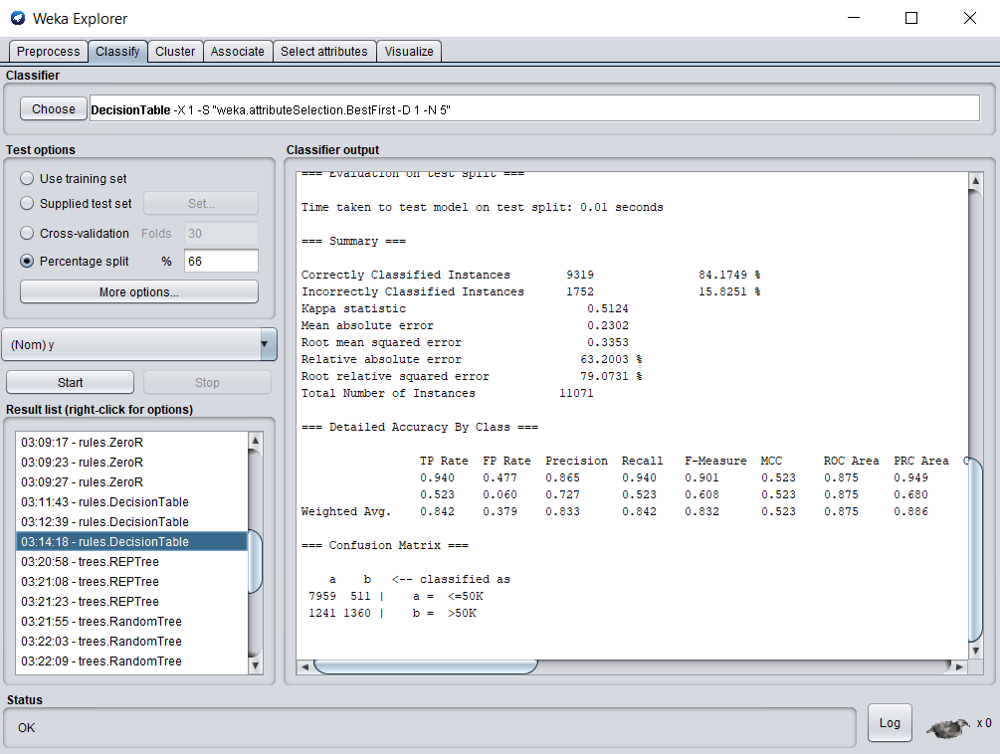 Weka Explorer
Preprocess Classify Cluster Associate Select attributes Visualize
Classifier
Choose DecisionTable -X 1 -S "weka.attributeSelection.BestFirst -D 1 -N 5"
Test options
Use training set
Supplied test set Set...
Cross-validation Folds 30
Percentage split % 66
More options...
(Nom) y
Start Stop
Result list (right-click for options)
03:09:17 - rules.ZeroR
03:09:23 - rules.ZeroR
03:09:27 - rules.ZeroR
03:11:43 - rules.DecisionTable
03:12:39 - rules.DecisionTable
03:14:18 - rules.DecisionTable
03:20:58 - trees.REPTree
03:21:08 - trees.REPTree
03:21:23 - trees.REPTree
03:21:55 - trees.RandomTree
03:22:03 - trees.RandomTree
03:22:09 - trees.RandomTree
Classifier output
=== Evaluation on test split ===
Time taken to test model on test split: 0.01 seconds
=== Summary ===
Correctly Classified Instances 9319 84.1749 %
Incorrectly Classified Instances 1752 15.8251 %
Kappa statistic 0.5124
Mean absolute error 0.2302
Root mean squared error 0.3353
Relative absolute error 63.2003 %
Root relative squared error 79.0731 %
Total Number of Instances 11071
=== Detailed Accuracy By Class ===
TP Rate FP Rate Precision Recall F-Measure MCC ROC Area PRC Area
0.940 0.477 0.865 0.940 0.901 0.523 0.875 0.949
0.523 0.060 0.727 0.523 0.608 0.523 0.875 0.680
Weighted Avg. 0.842 0.379 0.833 0.842 0.832 0.523 0.875 0.886
=== Confusion Matrix ===
a b <-- classified as
7959 511 | a = <=50K
1241 1360 | b = >50K
Status
OK
Log
x 0